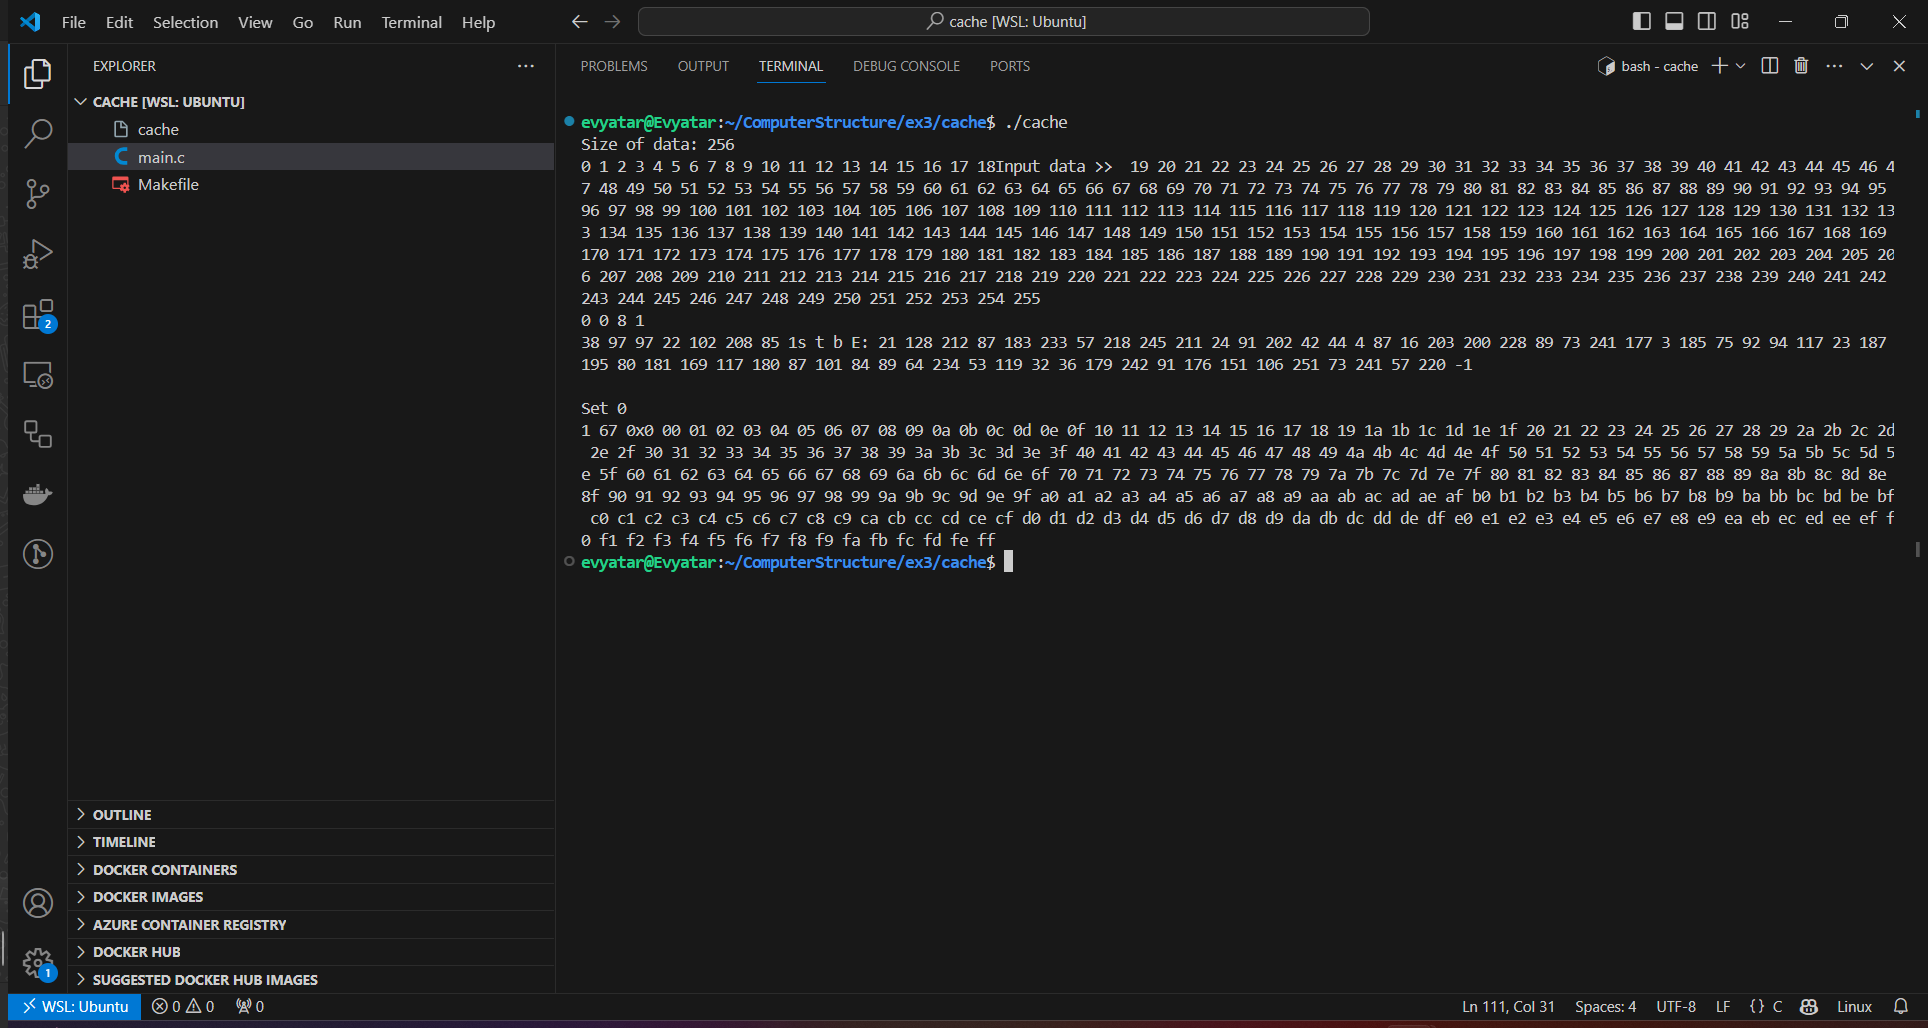 File Edit Selection View Go Run Terminal Help
cache [WSL: Ubuntu]
EXPLORER
CACHE [WSL: UBUNTU]
cache
main.c
Makefile
2
OUTLINE
TIMELINE
DOCKER CONTAINERS
DOCKER IMAGES
AZURE CONTAINER REGISTRY
DOCKER HUB
SUGGESTED DOCKER HUB IMAGES
1
PROBLEMS OUTPUT TERMINAL DEBUG CONSOLE PORTS
bash - cache
evyatar@Evyatar:~/ComputerStructure/ex3/cache$ ./cache
Size of data: 256
0 1 2 3 4 5 6 7 8 9 10 11 12 13 14 15 16 17 18Input data >>  19 20 21 22 23 24 25 26 27 28 29 30 31 32 33 34 35 36 37 38 39 40 41 42 43 44 45 46 4
7 48 49 50 51 52 53 54 55 56 57 58 59 60 61 62 63 64 65 66 67 68 69 70 71 72 73 74 75 76 77 78 79 80 81 82 83 84 85 86 87 88 89 90 91 92 93 94 95
96 97 98 99 100 101 102 103 104 105 106 107 108 109 110 111 112 113 114 115 116 117 118 119 120 121 122 123 124 125 126 127 128 129 130 131 132 13
3 134 135 136 137 138 139 140 141 142 143 144 145 146 147 148 149 150 151 152 153 154 155 156 157 158 159 160 161 162 163 164 165 166 167 168 169
170 171 172 173 174 175 176 177 178 179 180 181 182 183 184 185 186 187 188 189 190 191 192 193 194 195 196 197 198 199 200 201 202 203 204 205 20
6 207 208 209 210 211 212 213 214 215 216 217 218 219 220 221 222 223 224 225 226 227 228 229 230 231 232 233 234 235 236 237 238 239 240 241 242
243 244 245 246 247 248 249 250 251 252 253 254 255
0 0 8 1
38 97 97 22 102 208 85 1s t b E: 21 128 212 87 183 233 57 218 245 211 24 91 202 42 44 4 87 16 203 200 228 89 73 241 177 3 185 75 92 94 117 23 187
195 80 181 169 117 180 87 101 84 89 64 234 53 119 32 36 179 242 91 176 151 106 251 73 241 57 220 -1
Set 0
1 67 0x0 00 01 02 03 04 05 06 07 08 09 0a 0b 0c 0d 0e 0f 10 11 12 13 14 15 16 17 18 19 1a 1b 1c 1d 1e 1f 20 21 22 23 24 25 26 27 28 29 2a 2b 2c 2d
2e 2f 30 31 32 33 34 35 36 37 38 39 3a 3b 3c 3d 3e 3f 40 41 42 43 44 45 46 47 48 49 4a 4b 4c 4d 4e 4f 50 51 52 53 54 55 56 57 58 59 5a 5b 5c 5d 5
e 5f 60 61 62 63 64 65 66 67 68 69 6a 6b 6c 6d 6e 6f 70 71 72 73 74 75 76 77 78 79 7a 7b 7c 7d 7e 7f 80 81 82 83 84 85 86 87 88 89 8a 8b 8c 8d 8e
8f 90 91 92 93 94 95 96 97 98 99 9a 9b 9c 9d 9e 9f a0 a1 a2 a3 a4 a5 a6 a7 a8 a9 aa ab ac ad ae af b0 b1 b2 b3 b4 b5 b6 b7 b8 b9 ba bb bc bd be bf
c0 c1 c2 c3 c4 c5 c6 c7 c8 c9 ca cb cc cd ce cf d0 d1 d2 d3 d4 d5 d6 d7 d8 d9 da db dc dd de df e0 e1 e2 e3 e4 e5 e6 e7 e8 e9 ea eb ec ed ee ef f
0 f1 f2 f3 f4 f5 f6 f7 f8 f9 fa fb fc fd fe ff
evyatar@Evyatar:~/ComputerStructure/ex3/cache$
WSL: Ubuntu 0 0 0 Ln 111, Col 31 Spaces: 4 UTF-8 LF {} C Linux